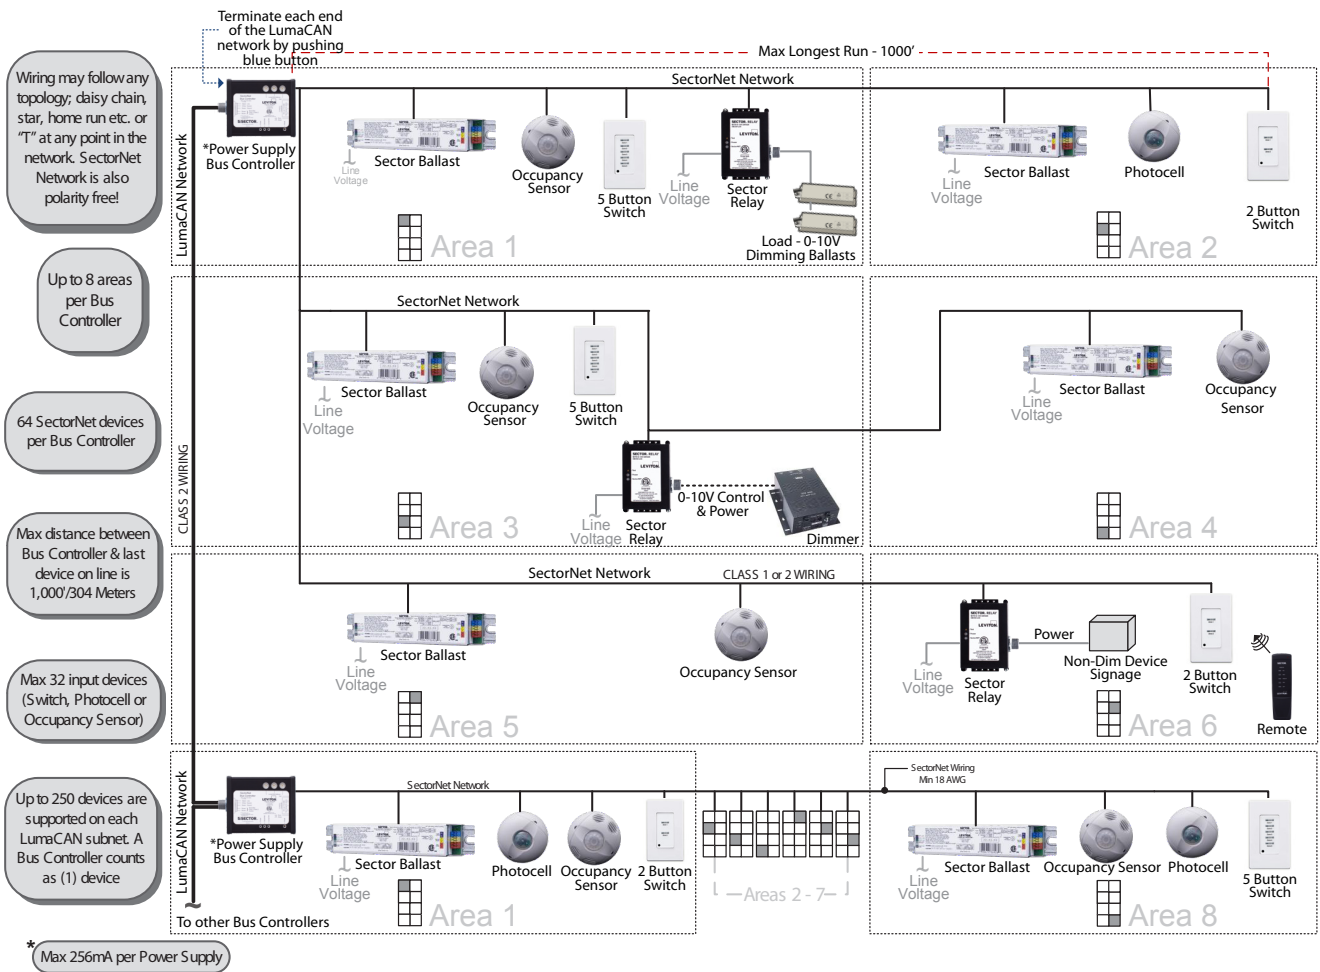 Terminate each end
of the LumaCAN
network by pushing
blue button
Max Longest Run - 1000'
Wiring may follow any
topology; daisy chain,
star, home run etc. or
"T" at any point in the
network. SectorNet
Network is also
polarity free!
Up to 8 areas
per Bus
Controller
64 SectorNet devices
per Bus Controller
Max distance between
Bus Controller & last
device on line is
1,000'/304 Meters
Max 32 input devices
(Switch, Photocell or
Occupancy Sensor)
Up to 250 devices are
supported on each
LumaCAN subnet. A
Bus Controller counts
as (1) device
*
Max 256mA per Power Supply
LumaCAN Network
CLASS 2 WIRING
LumaCAN Network
*Power Supply
Bus Controller
SectorNet Network
Line
Voltage
Sector Ballast
Occupancy
Sensor
5 Button
Switch
Line
Voltage
LEVITON
Sector
Relay
Load - 0-10V
Dimming Ballasts
Area 1
Line
Voltage
Sector Ballast
Photocell
2 Button
Switch
Area 2
SectorNet Network
Line
Voltage
Sector Ballast
Occupancy
Sensor
5 Button
Switch
Line
Voltage
LEVITON
Sector
Relay
0-10V Control
& Power
Dimmer
Area 3
Line
Voltage
Sector Ballast
Occupancy
Sensor
Area 4
SectorNet Network
CLASS 1 or 2 WIRING
Line
Voltage
Sector Ballast
Occupancy Sensor
Area 5
Line
Voltage
LEVITON
Sector
Relay
Power
Non-Dim Device
Signage
2 Button
Switch
Remote
Area 6
*Power Supply
Bus Controller
To other Bus Controllers
SectorNet Network
Line
Voltage
Sector Ballast
Photocell
Occupancy
Sensor
2 Button
Switch
Area 1
Areas 2 - 7
SectorNet Wiring
Min 18 AWG
Line
Voltage
Sector Ballast
Occupancy Sensor
Photocell
5 Button
Switch
Area 8